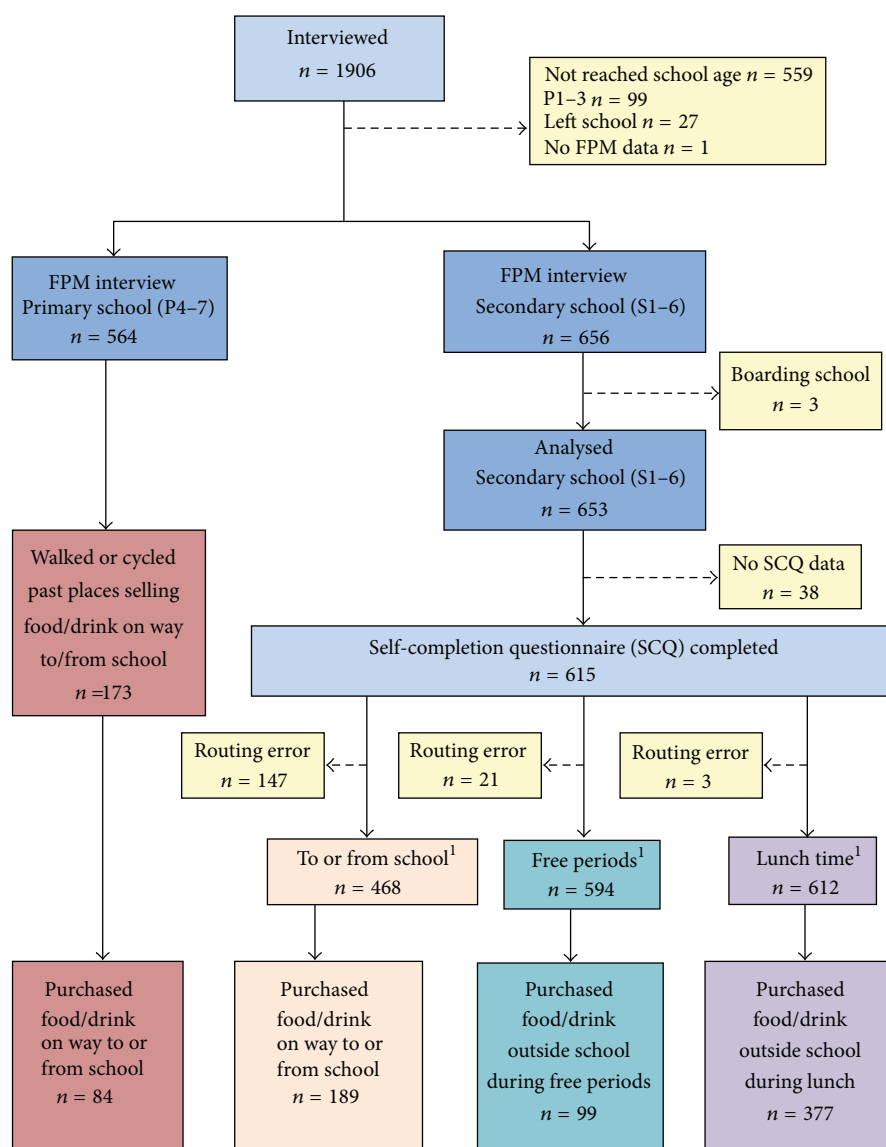 Interviewed
n = 1906
Not reached school age n = 559
P1–3 n = 99
Left school n = 27
No FPM data n = 1
FPM interview
Primary school (P4–7)
n = 564
FPM interview
Secondary school (S1–6)
n = 656
Boarding school
n = 3
Analysed
Secondary school (S1–6)
n = 653
Walked or cycled
past places selling
food/drink on way
to/from school
n =173
No SCQ data
n = 38
Self-completion questionnaire (SCQ) completed
n = 615
Routing error
n = 147
Routing error
n = 21
Routing error
n = 3
To or from school1
n = 468
Free periods1
n = 594
Lunch time1
n = 612
Purchased
food/drink
on way to or
from school
n = 84
Purchased
food/drink
on way to or
from school
n = 189
Purchased
food/drink
outside school
during free periods
n = 99
Purchased
food/drink
outside school
during lunch
n = 377